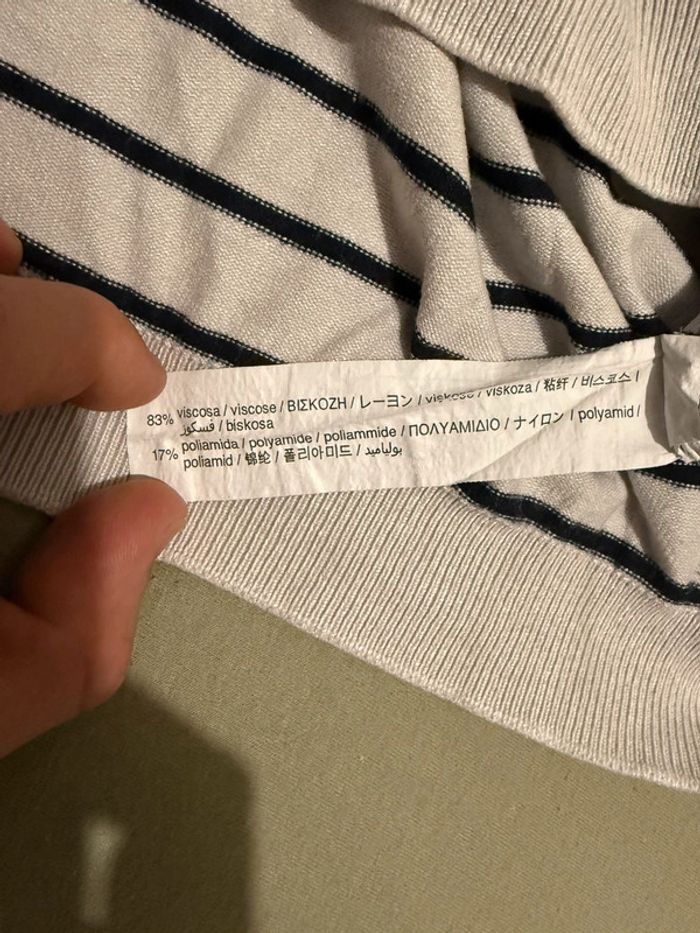 83% viscosa / viscose / ΒΙΣΚΟΖΗ / レーヨン / viskoza / 粘纤 / 비스코스 /
فسكوز / biskosa
17% poliamida / polyamide / poliammide / ΠΟΛΥΑΜΙΔΙΟ / ナイロン / polyamid /
poliamid / 锦纶 / 폴리아미드 / بولياميد